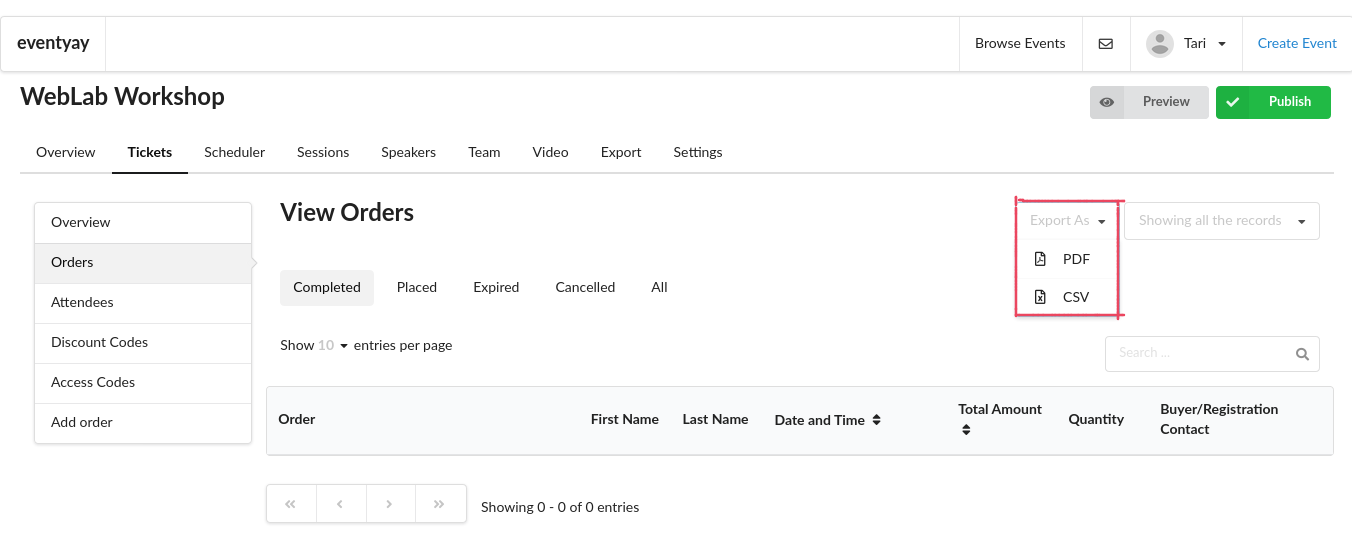 eventyay
Browse Events
Tari
Create Event
WebLab Workshop
Preview
Publish
Overview Tickets Scheduler Sessions Speakers Team Video Export Settings
Overview
Orders
Attendees
Discount Codes
Access Codes
Add order
View Orders
Export As
PDF
CSV
Showing all the records
Completed Placed Expired Cancelled All
Show 10 entries per page
Search ...
Order First Name Last Name Date and Time Total Amount Quantity Buyer/Registration
Contact
« ‹ › »
Showing 0 - 0 of 0 entries